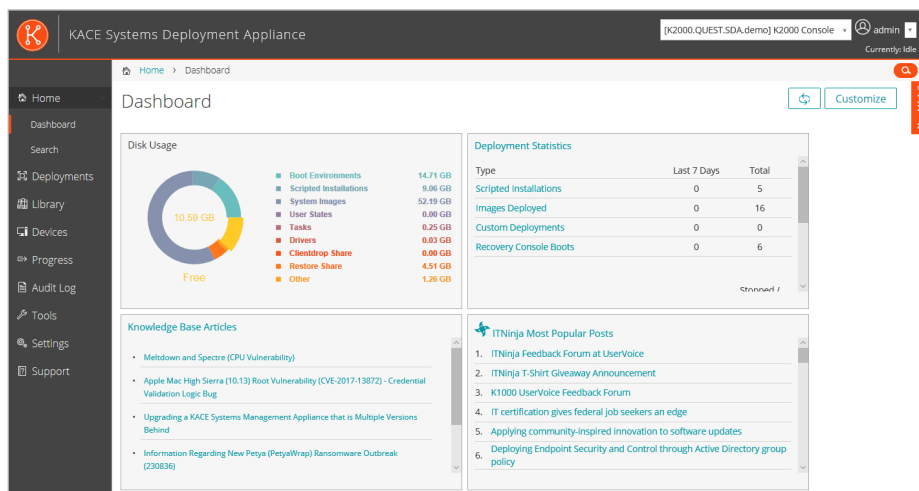 KACE Systems Deployment Appliance
[K2000.QUEST.SDA.demo] K2000 Console
admin
Currently: Idle
Home > Dashboard
Home
Dashboard
Search
Deployments
Library
Devices
Progress
Audit Log
Tools
Settings
Support
Dashboard
Customize
Disk Usage
10.59 GB
Free
Boot Environments 14.71 GB
Scripted Installations 9.06 GB
System Images 52.19 GB
User States 0.00 GB
Tasks 0.25 GB
Drivers 0.03 GB
Clientdrop Share 0.00 GB
Restore Share 4.51 GB
Other 1.26 GB
Deployment Statistics
Type Last 7 Days Total
Scripted Installations 0 5
Images Deployed 0 16
Custom Deployments 0 0
Recovery Console Boots 0 6
Stopped /
Knowledge Base Articles
• Meltdown and Spectre (CPU Vulnerability)
• Apple Mac High Sierra (10.13) Root Vulnerability (CVE-2017-13872) - Credential
Validation Logic Bug
• Upgrading a KACE Systems Management Appliance that is Multiple Versions
Behind
• Information Regarding New Petya (PetyaWrap) Ransomware Outbreak
(230836)
ITNinja Most Popular Posts
1. ITNinja Feedback Forum at UserVoice
2. ITNinja T-Shirt Giveaway Announcement
3. K1000 UserVoice Feedback Forum
4. IT certification gives federal job seekers an edge
5. Applying community-inspired innovation to software updates
6. Deploying Endpoint Security and Control through Active Directory group
policy